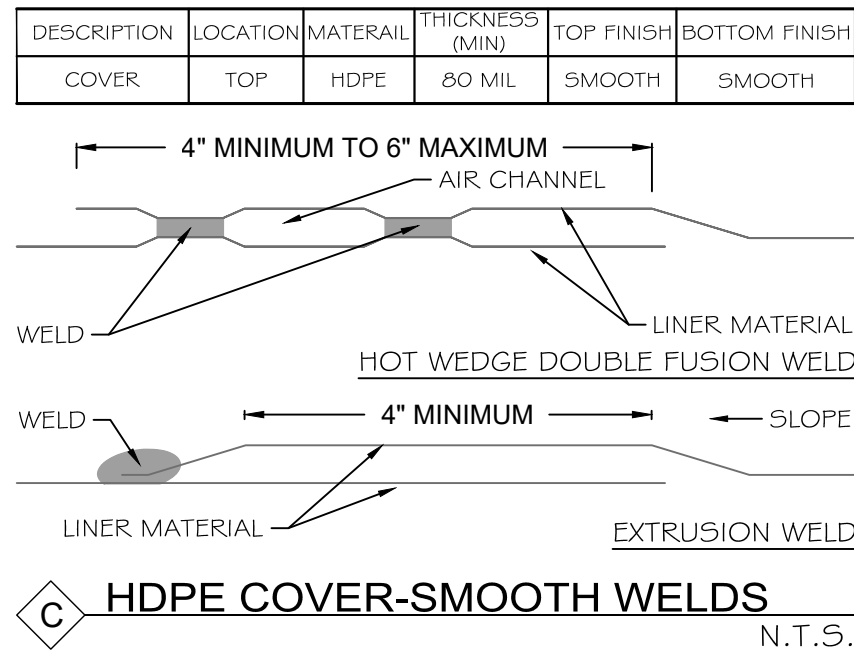 DESCRIPTION LOCATION MATERAIL THICKNESS (MIN) TOP FINISH BOTTOM FINISH
COVER TOP HDPE 80 MIL SMOOTH SMOOTH
4" MINIMUM TO 6" MAXIMUM
AIR CHANNEL
WELD
LINER MATERIAL
HOT WEDGE DOUBLE FUSION WELD
WELD
4" MINIMUM
SLOPE
LINER MATERIAL
EXTRUSION WELD
C HDPE COVER-SMOOTH WELDS
N.T.S.